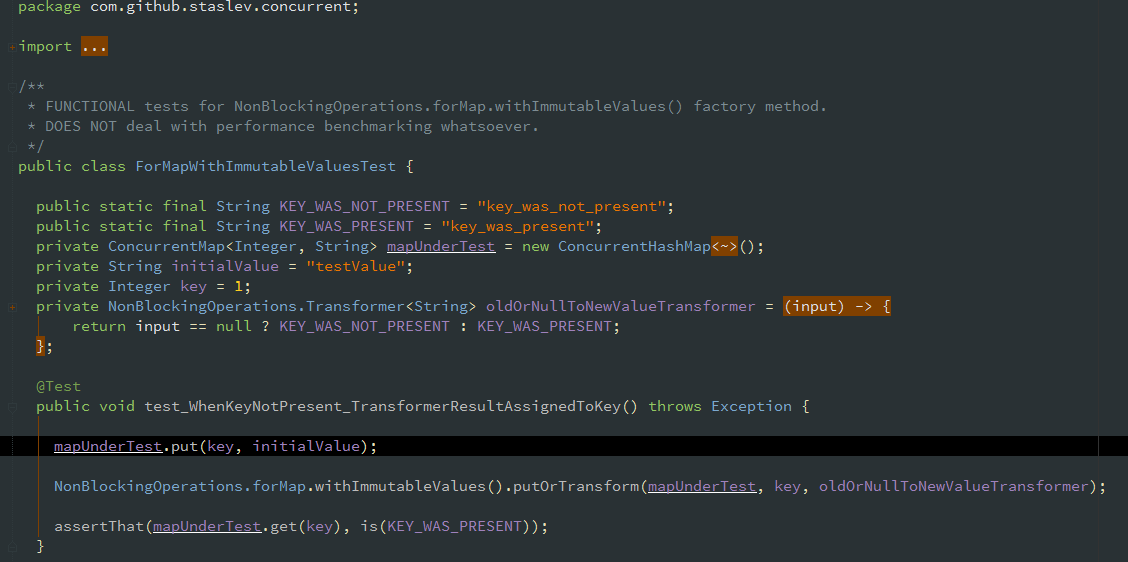 package com.github.staslev.concurrent;
import ...
/**
* FUNCTIONAL tests for NonBlockingOperations.forMap.withImmutableValues() factory method.
* DOES NOT deal with performance benchmarking whatsoever.
*/
public class ForMapWithImmutableValuesTest {
public static final String KEY_WAS_NOT_PRESENT = "key_was_not_present";
public static final String KEY_WAS_PRESENT = "key_was_present";
private ConcurrentMap<Integer, String> mapUnderTest = new ConcurrentHashMap<~>();
private String initialValue = "testValue";
private Integer key = 1;
private NonBlockingOperations.Transformer<String> oldOrNullToNewValueTransformer = (input) -> {
return input == null ? KEY_WAS_NOT_PRESENT : KEY_WAS_PRESENT;
};
@Test
public void test_WhenKeyNotPresent_TransformerResultAssignedToKey() throws Exception {
mapUnderTest.put(key, initialValue);
NonBlockingOperations.forMap.withImmutableValues().putOrTransform(mapUnderTest, key, oldOrNullToNewValueTransformer);
assertThat(mapUnderTest.get(key), is(KEY_WAS_PRESENT));
}